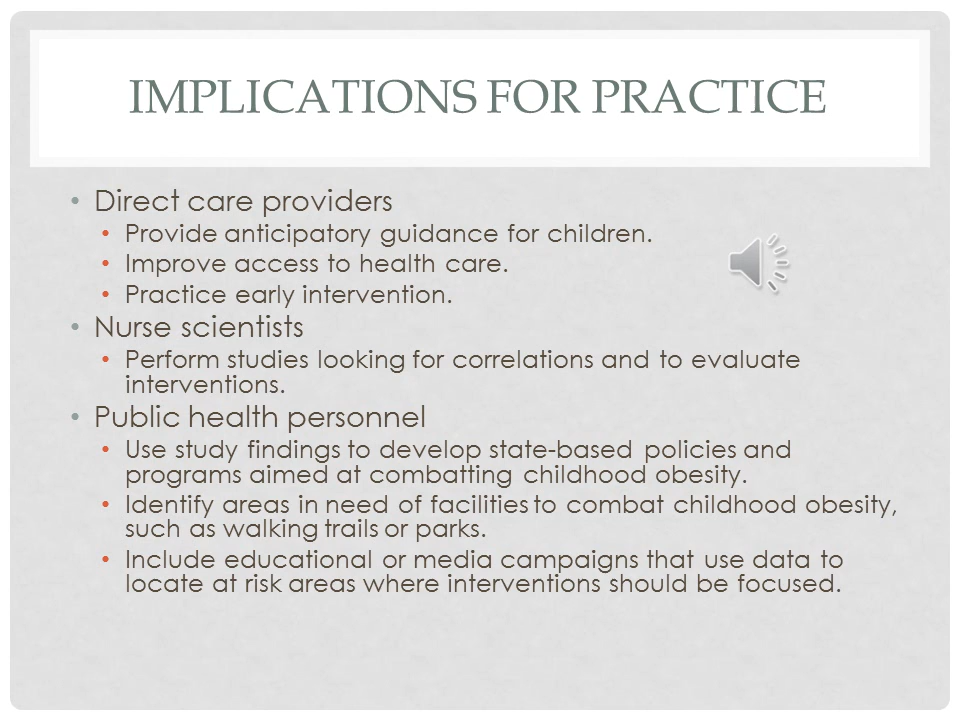 IMPLICATIONS FOR PRACTICE
• Direct care providers
• Provide anticipatory guidance for children.
• Improve access to health care.
• Practice early intervention.
• Nurse scientists
• Perform studies looking for correlations and to evaluate
interventions.
• Public health personnel
• Use study findings to develop state-based policies and
programs aimed at combatting childhood obesity.
• Identify areas in need of facilities to combat childhood obesity,
such as walking trails or parks.
• Include educational or media campaigns that use data to
locate at risk areas where interventions should be focused.